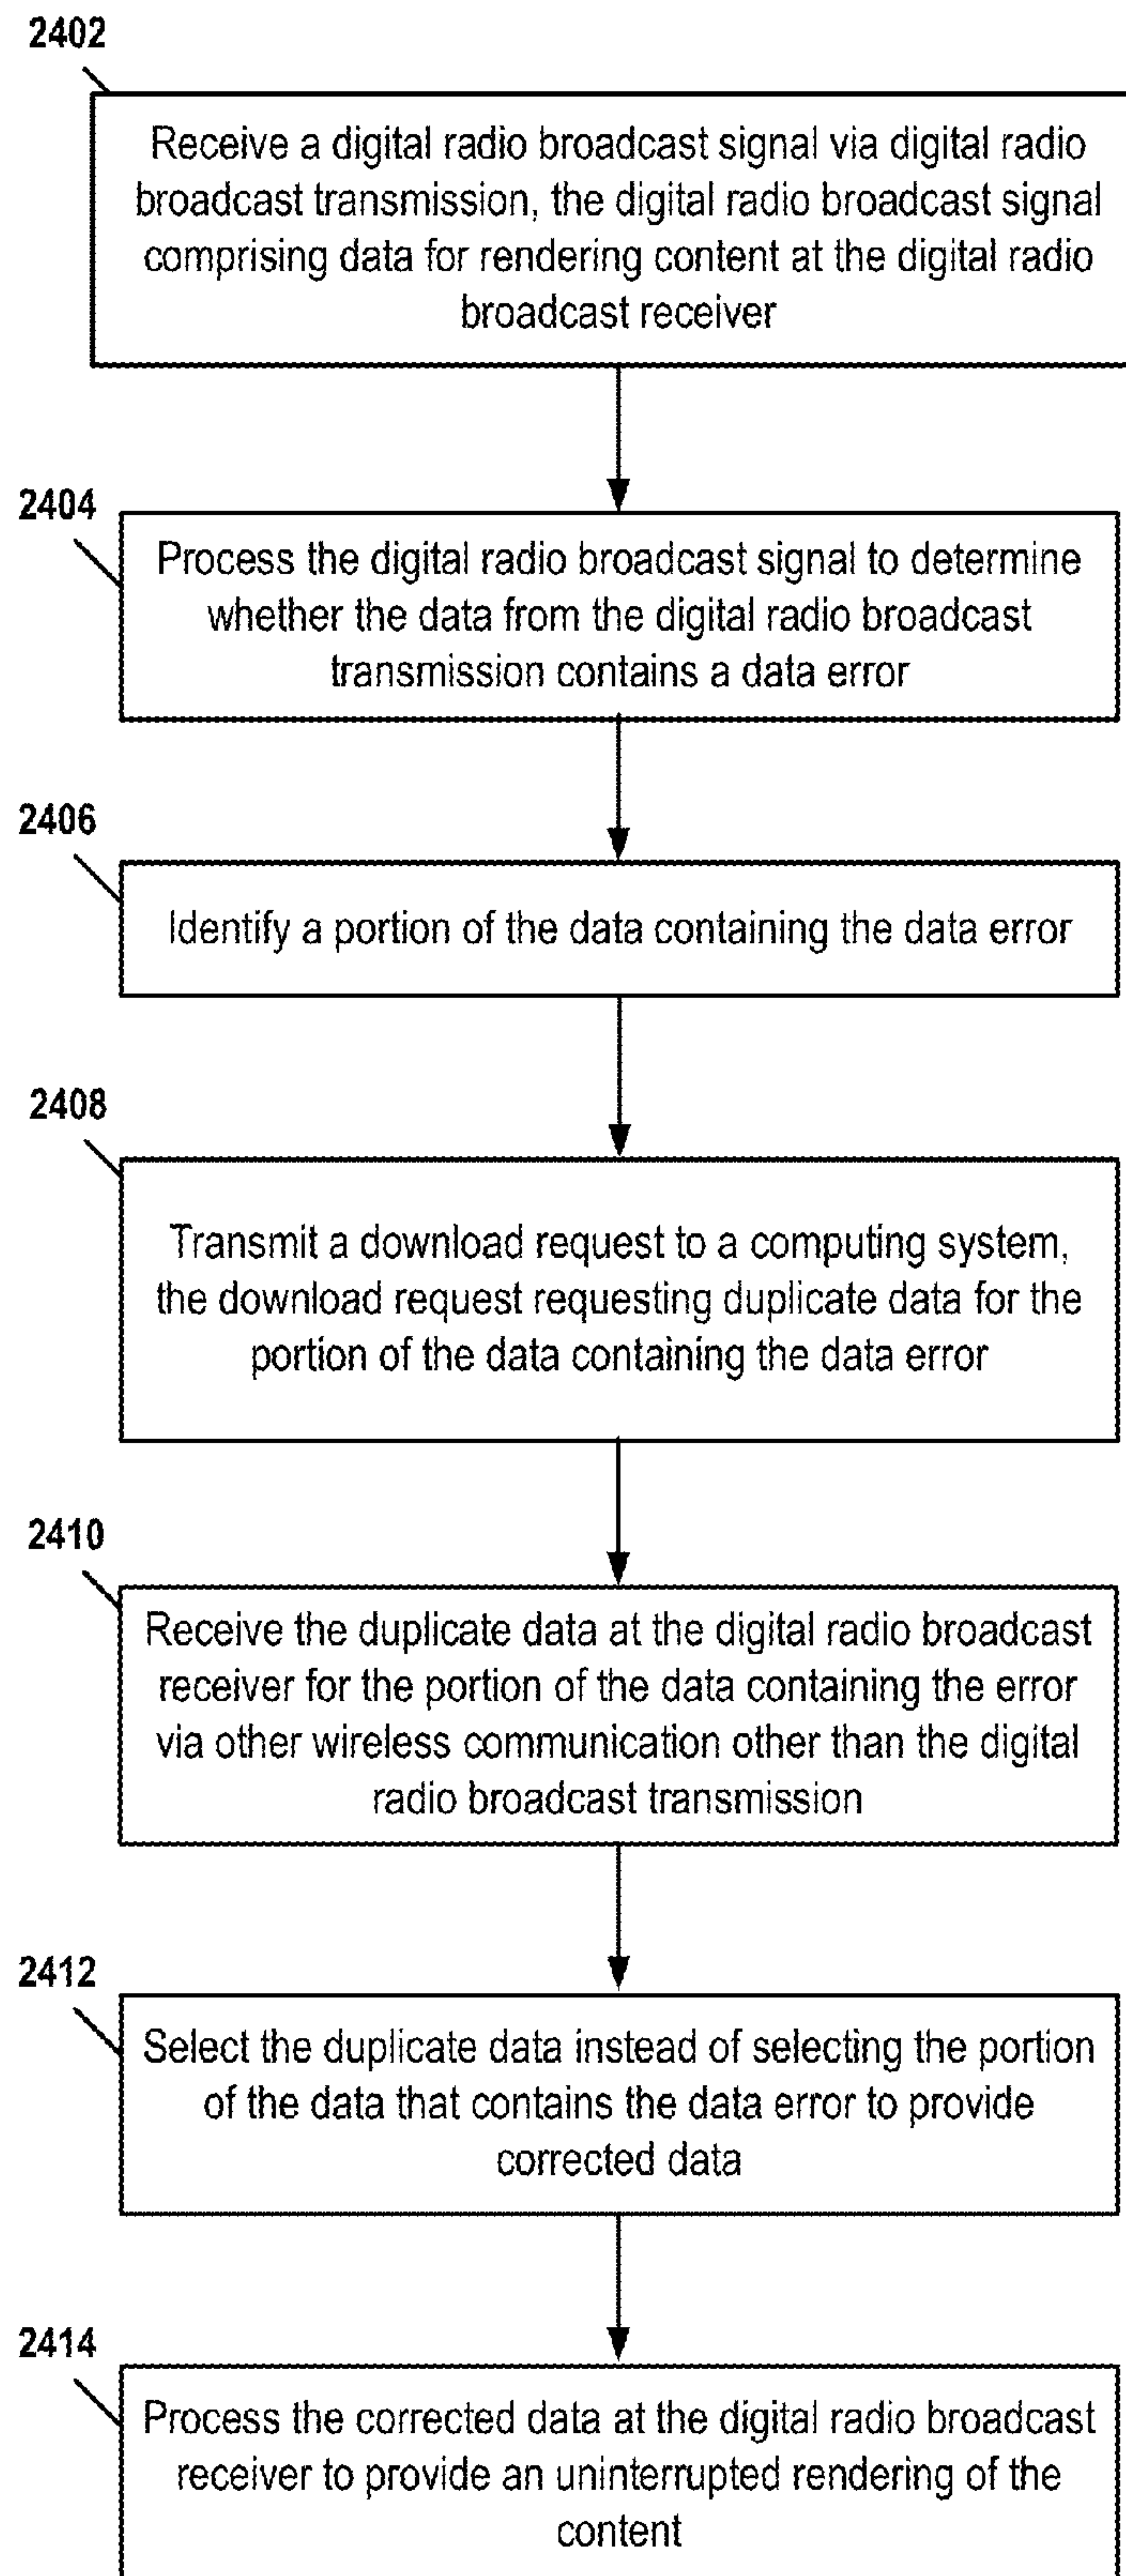 2402
Receive a digital radio broadcast signal via digital radio
broadcast transmission, the digital radio broadcast signal
comprising data for rendering content at the digital radio
broadcast receiver
2404
Process the digital radio broadcast signal to determine
whether the data from the digital radio broadcast
transmission contains a data error
2406
Identify a portion of the data containing the data error
2408
Transmit a download request to a computing system,
the download request requesting duplicate data for the
portion of the data containing the data error
2410
Receive the duplicate data at the digital radio broadcast
receiver for the portion of the data containing the error
via other wireless communication other than the digital
radio broadcast transmission
2412
Select the duplicate data instead of selecting the portion
of the data that contains the data error to provide
corrected data
2414
Process the corrected data at the digital radio broadcast
receiver to provide an uninterrupted rendering of the
content